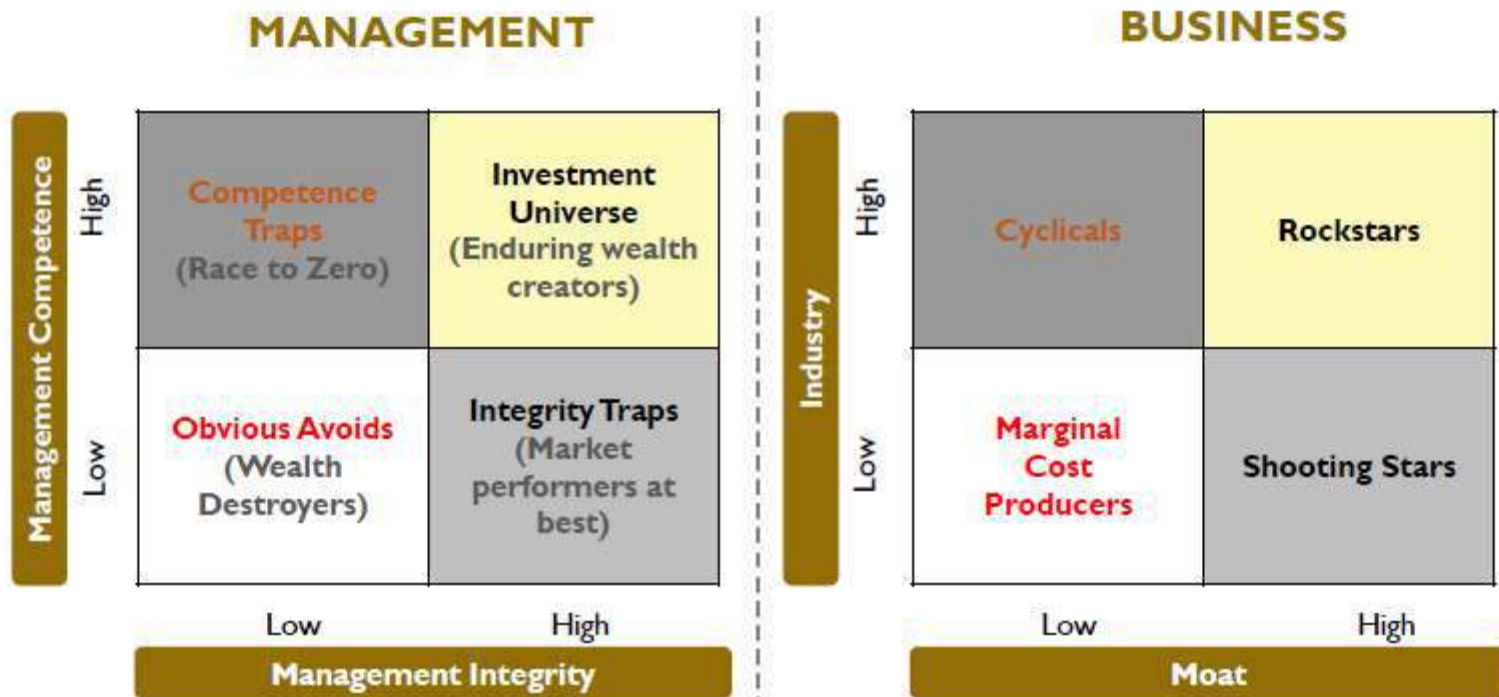 MANAGEMENT
Management Competence
High
Low
Competence
Traps
(Race to Zero)
Investment
Universe
(Enduring wealth
creators)
Obvious Avoids
(Wealth
Destroyers)
Integrity Traps
(Market
performers at
best)
Low
High
Management Integrity
BUSINESS
Industry
High
Low
Cyclicals
Rockstars
Marginal
Cost
Producers
Shooting Stars
Low
High
Moat